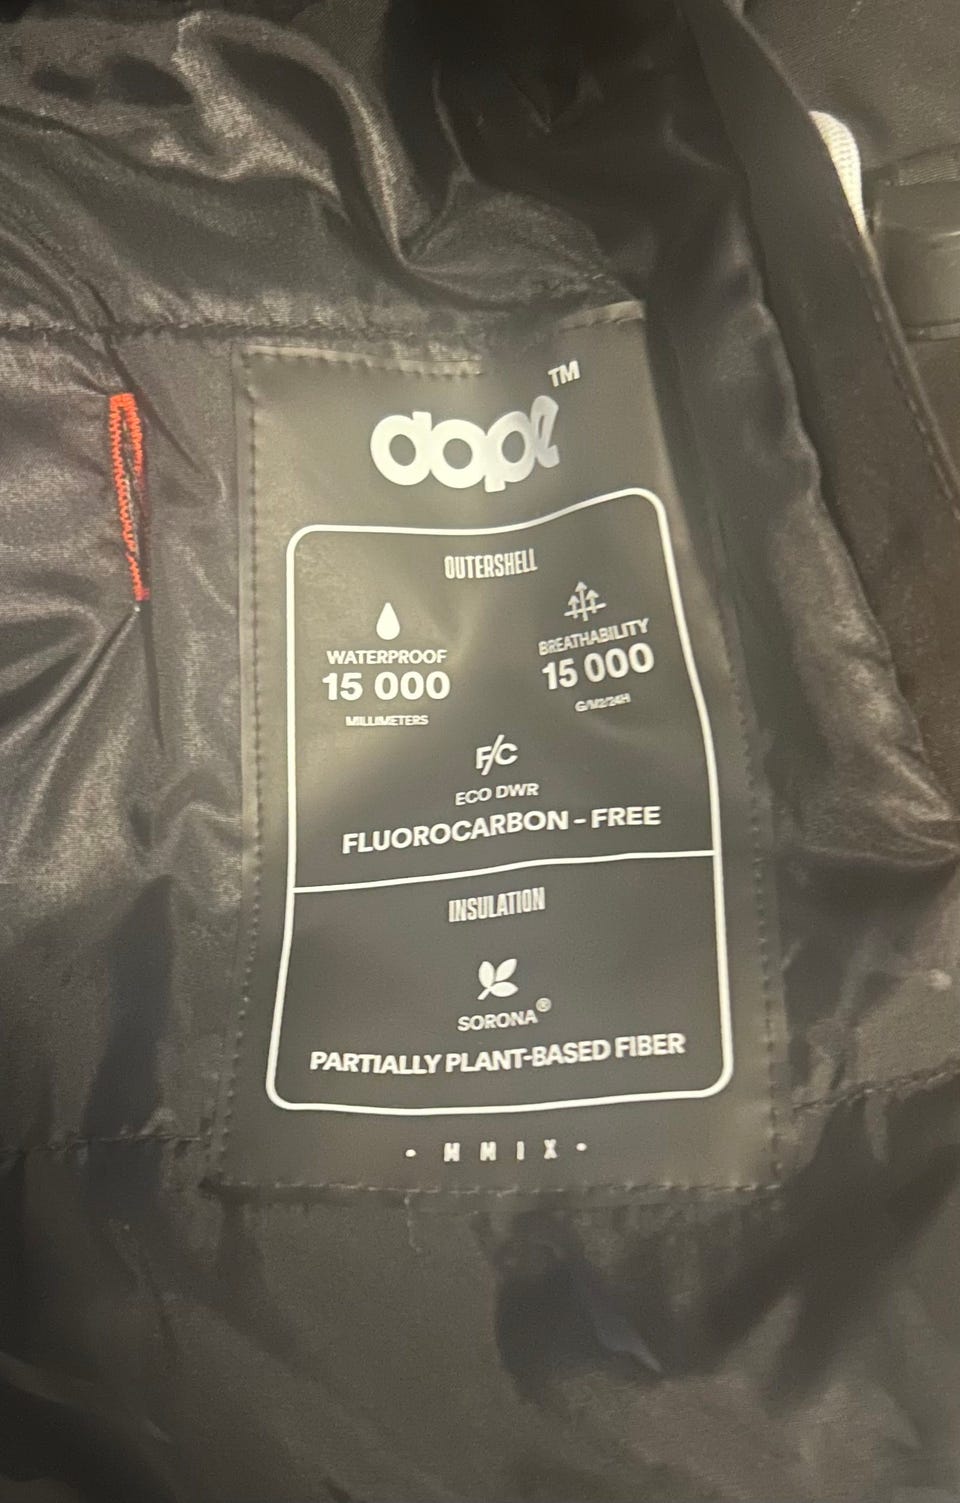 dope™
OUTERSHELL
WATERPROOF
15 000
MILLIMETERS
BREATHABILITY
15 000
G/M2/24H
F/C
ECO DWR
FLUOROCARBON - FREE
INSULATION
SORONA®
PARTIALLY PLANT-BASED FIBER
• M M I X •